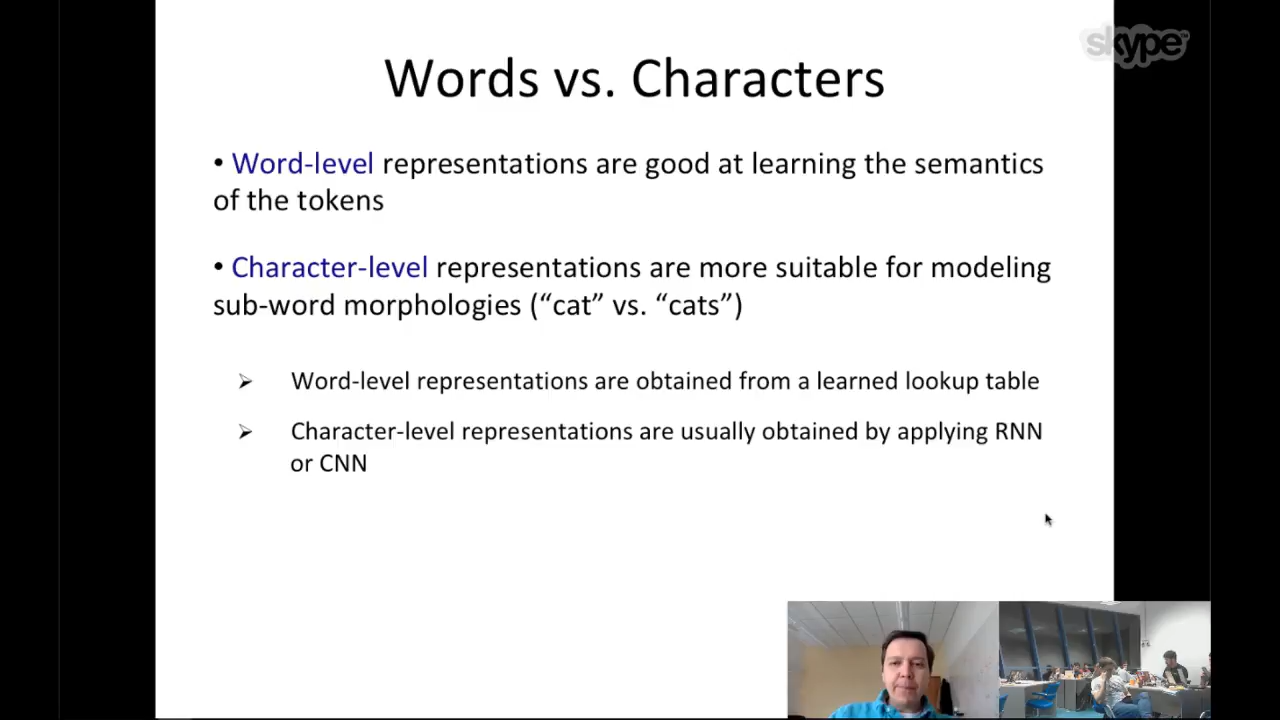 skype
Words vs. Characters
• Word-level representations are good at learning the semantics
of the tokens
• Character-level representations are more suitable for modeling
sub-word morphologies (“cat” vs. “cats”)
➢ Word-level representations are obtained from a learned lookup table
➢ Character-level representations are usually obtained by applying RNN
or CNN